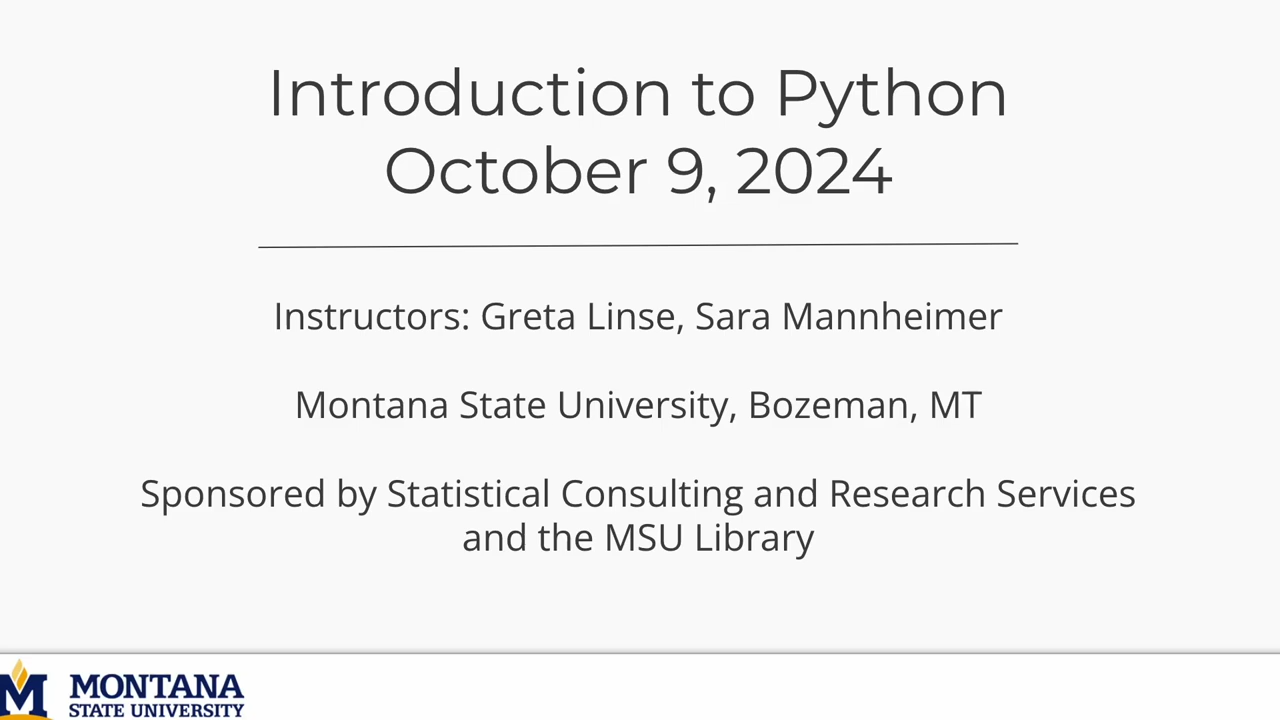 Introduction to Python
October 9, 2024
Instructors: Greta Linse, Sara Mannheimer
Montana State University, Bozeman, MT
Sponsored by Statistical Consulting and Research Services
and the MSU Library
M MONTANA
STATE UNIVERSITY